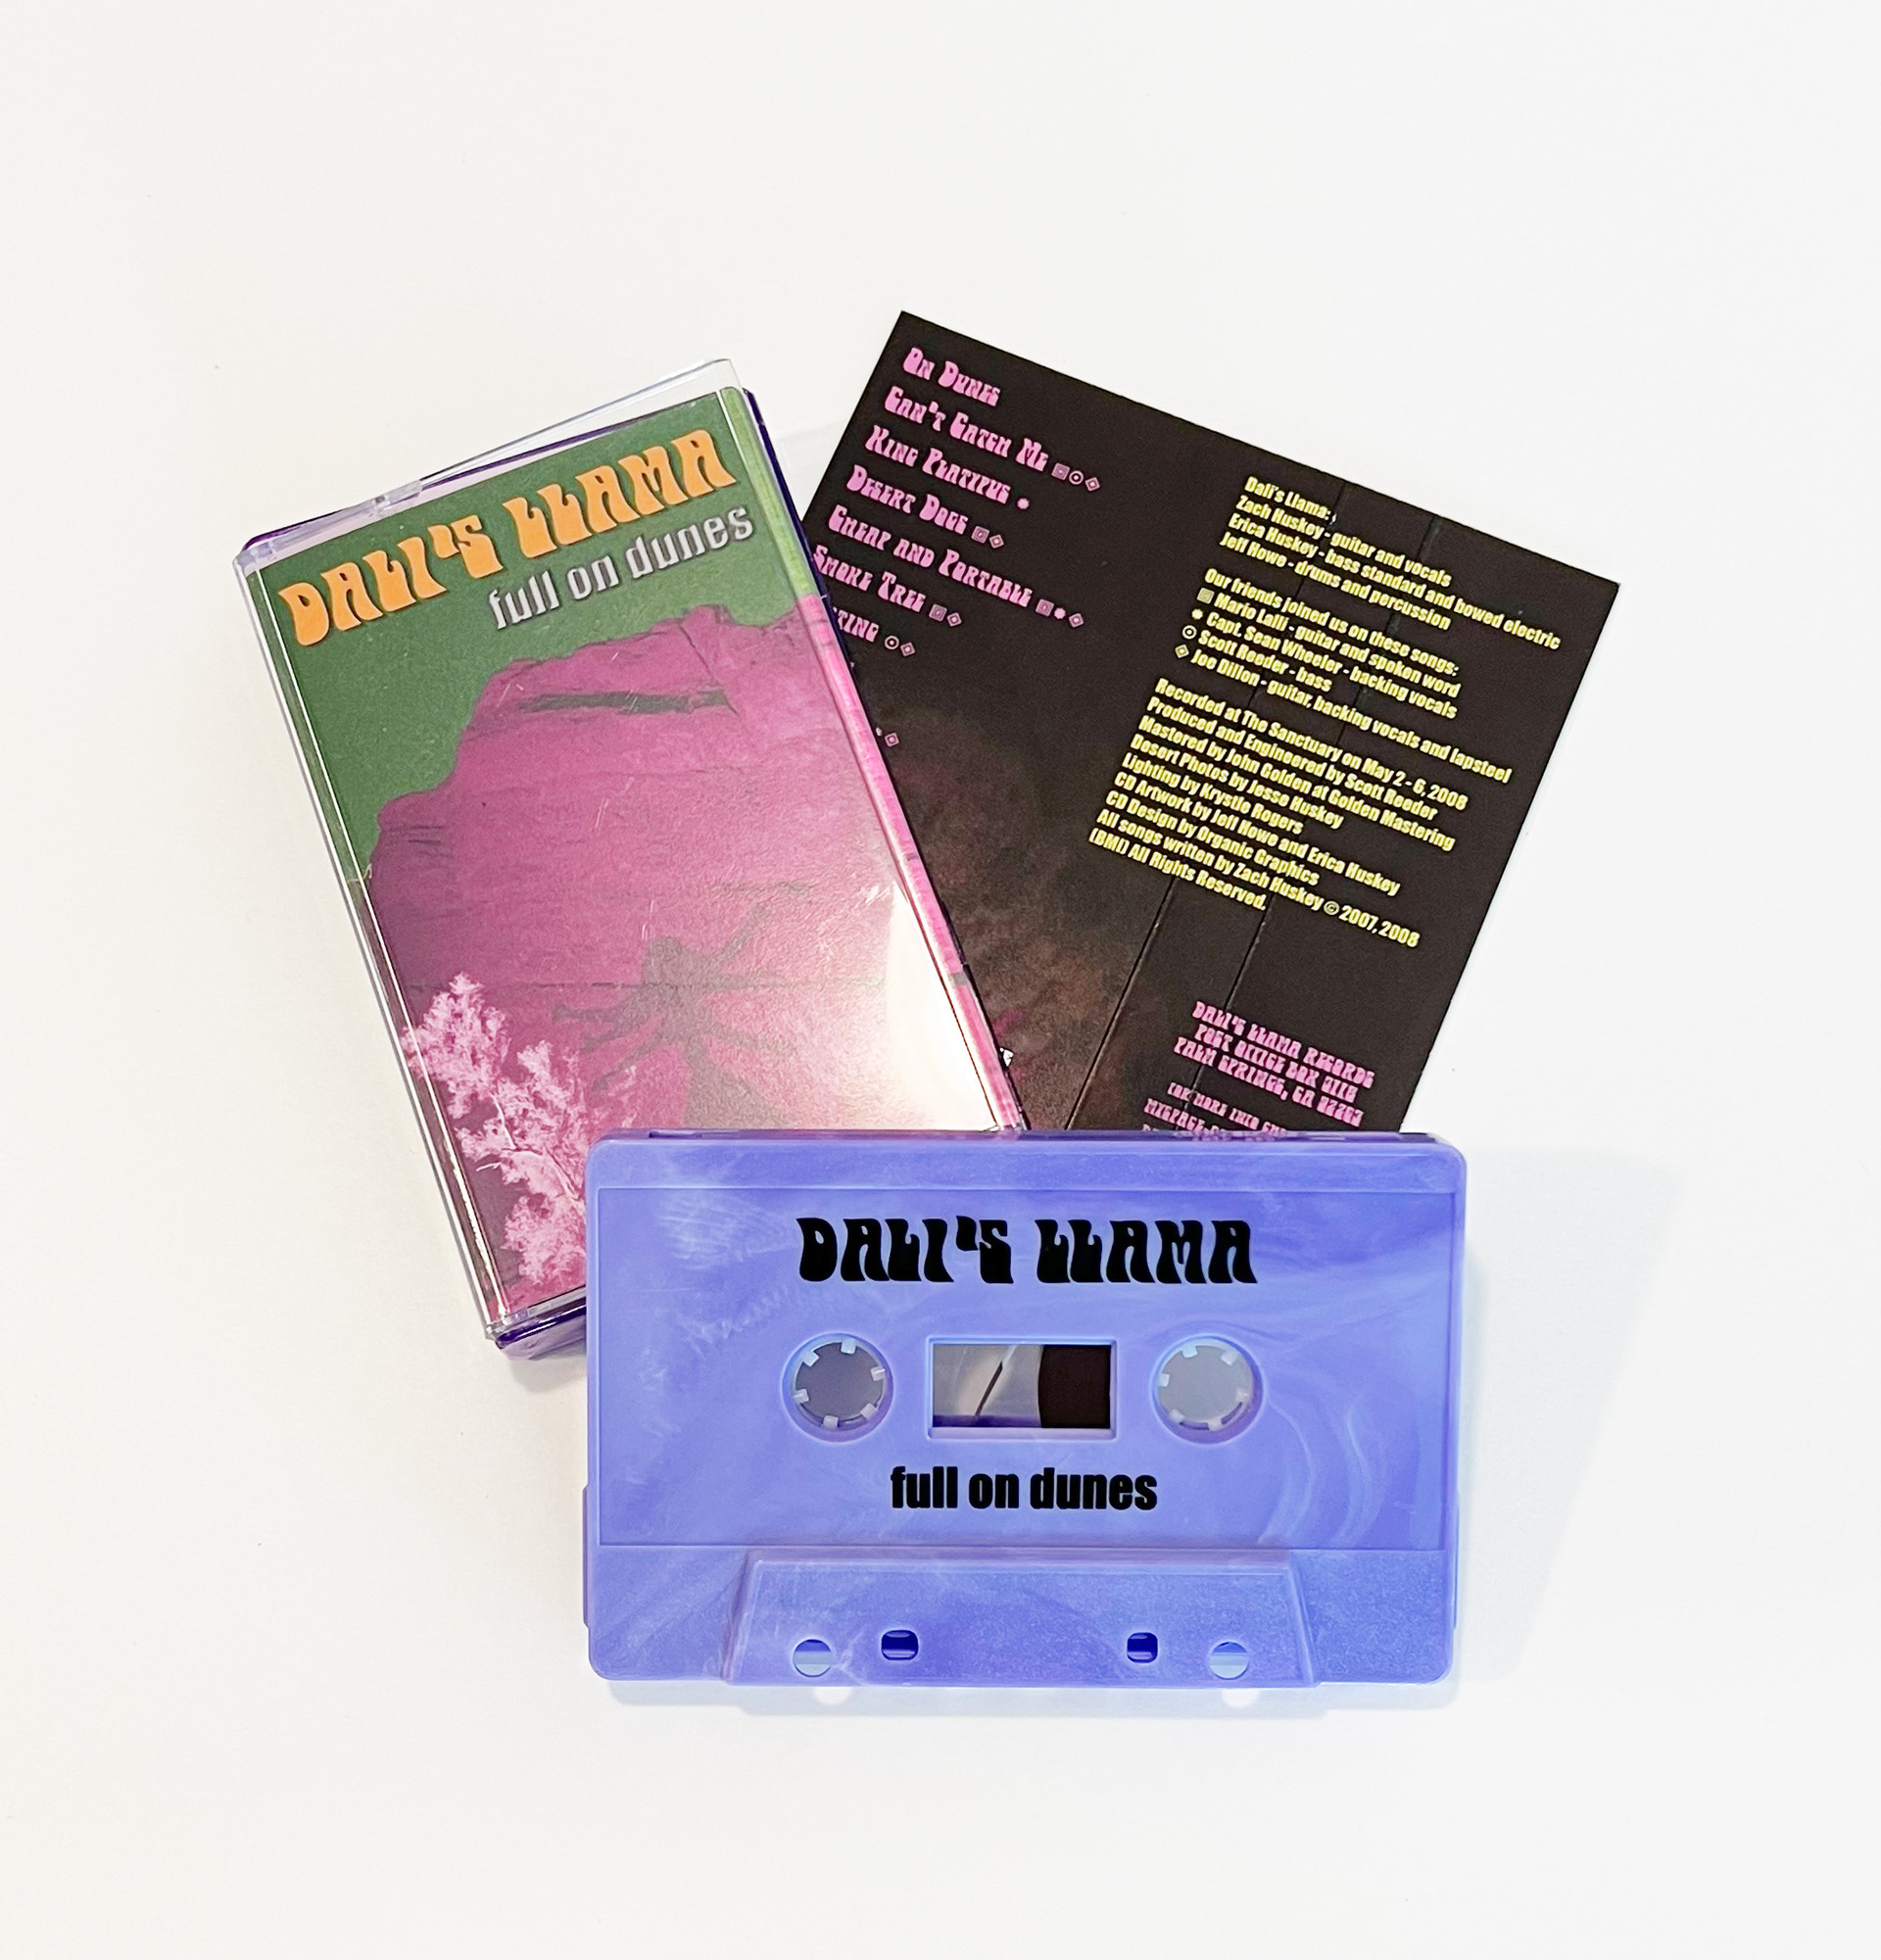 DALI'S LLAMA
full on dunes
On Dunes
Can't Catch Me
King Platypus
Desert Dogs
Cheap and Portable
Smoke Tree
Dali's Llama:
Zach Huskey - guitar and vocals
Erica Huskey - bass standard and bowed electric
Jeff Howe - drums and percussion
Our friends joined us on these songs:
Mario Lalli - guitar and spoken word
Capt. Sean Wheeler - backing vocals
Scott Reeder - bass
Joe Dillon - guitar, backing vocals and lapsteel
Recorded at The Sanctuary on May 2 - 6, 2008
Produced and Engineered by Scott Reeder
Mastered by John Golden at Golden Mastering
Desert Photos by Jesse Huskey
Lighting by Krystle Rogers
CD Artwork by Jeff Howe and Erica Huskey
CD Design by Organic Graphics
All songs written by Zach Huskey © 2007, 2008
(BMI) All Rights Reserved.
DALI'S LLAMA RECORDS
POST OFFICE BOX
PALM SPRINGS, CA 92263
DALI'S LLAMA
full on dunes